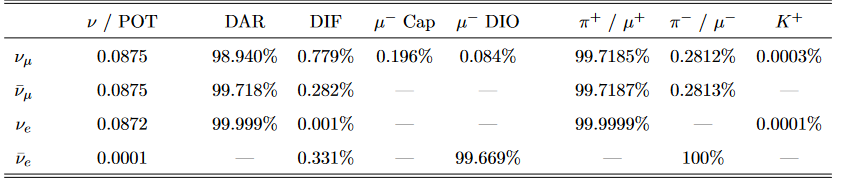 ν / POT DAR DIF μ⁻ Cap μ⁻ DIO π⁺ / μ⁺ π⁻ / μ⁻ K⁺
ν_μ 0.0875 98.940% 0.779% 0.196% 0.084% 99.7185% 0.2812% 0.0003%
ν̄_μ 0.0875 99.718% 0.282% — — 99.7187% 0.2813% —
ν_e 0.0872 99.999% 0.001% — — 99.9999% — 0.0001%
ν̄_e 0.0001 — 0.331% — 99.669% — 100% —